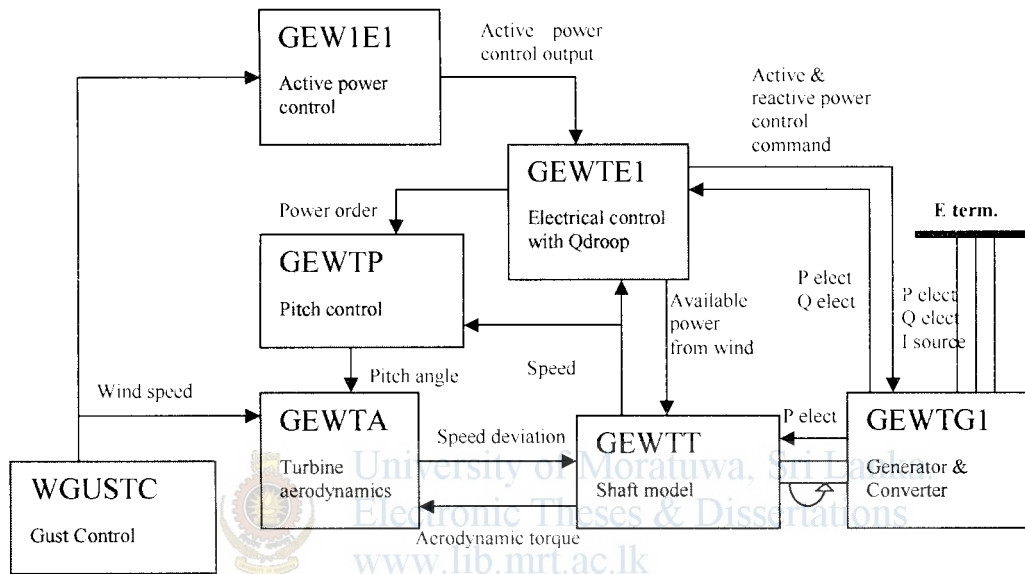 GEW1E1
Active power
control
Active power
control output
Active &
reactive power
control
command
GEWTE1
Electrical control
with Qdroop
Power order
E term.
GEWTP
Pitch control
P elect
Q elect
P elect
Q elect
I source
Available
power
from wind
Speed
Pitch angle
Wind speed
GEWTA
Turbine
aerodynamics
Speed deviation
GEWTT
Shaft model
P elect
GEWTG1
Generator &
Converter
WGUSTC
Gust Control
Aerodynamic torque
University of Moratuwa, Sri Lanka.
Electronic Theses & Dissertations
www.lib.mrt.ac.lk